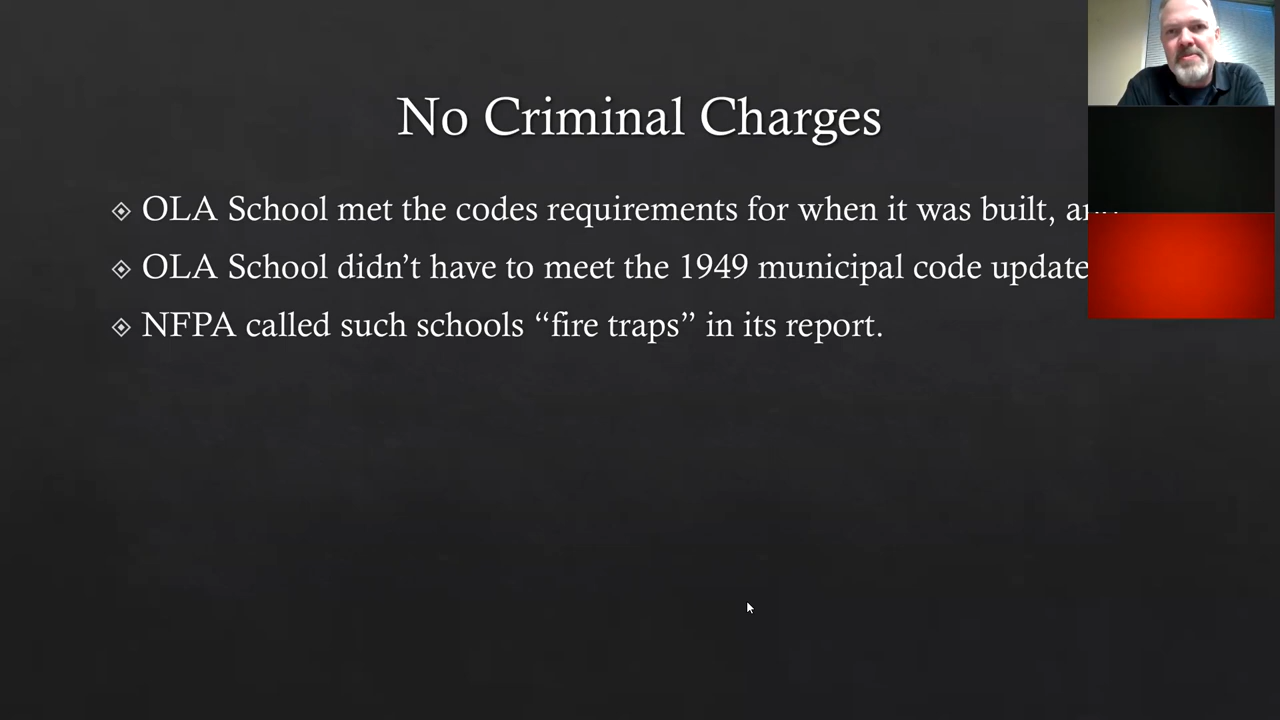 No Criminal Charges
OLA School met the codes requirements for when it was built,
OLA School didn’t have to meet the 1949 municipal code update
NFPA called such schools “fire traps” in its report.